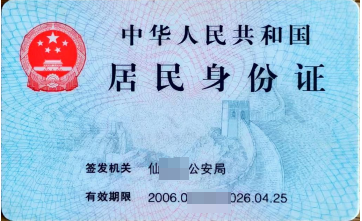 中华人民共和国
居民身份证
签发机关 仙 公安局
有效期限 2006.0 026.04.25